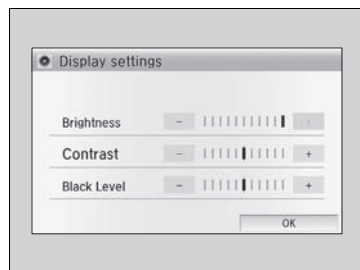 Display settings
Brightness -
Contrast - +
Black Level - +
OK